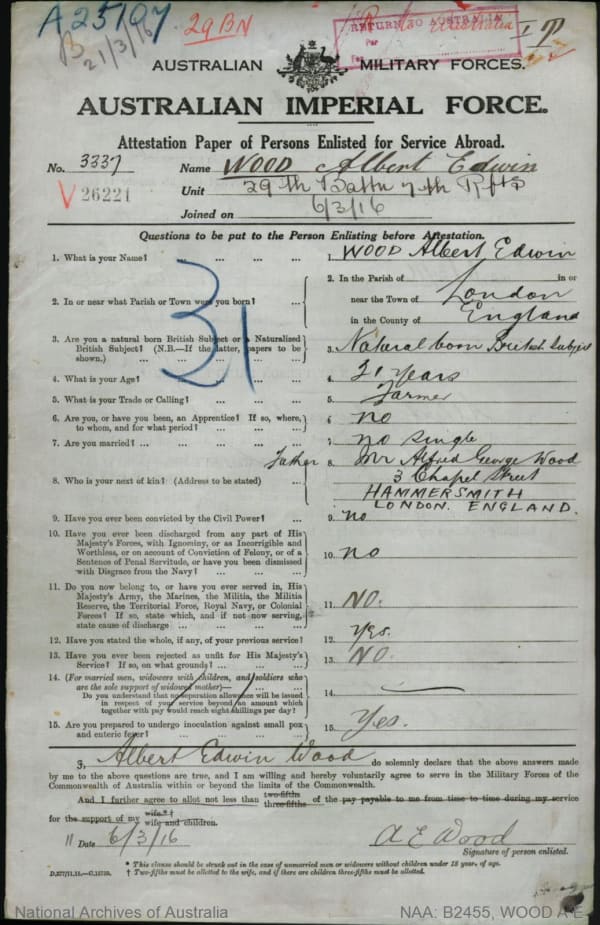 A25197 29 BN RETURN TO AUSTRALIA
B 21/3/16
AUSTRALIAN MILITARY FORCES.
AUSTRALIAN IMPERIAL FORCE.
Attestation Paper of Persons Enlisted for Service Abroad.
No. 3337 Name WOOD Albert Edwin
V 26221 Unit 29th Battn 7th Rfts
Joined on 6/3/16
Questions to be put to the Person Enlisting before Attestation.
1. What is your Name? ... ... ... ... 1. WOOD Albert Edwin
2. In or near what Parish or Town were you born? ... 2. In the Parish of in or
near the Town of London
in the County of England
3. Are you a natural born British Subject or a Naturalized
British Subject? (N.B.—If the latter, papers to be
shown.) ... ... ... ... 3. Natural born British Subject
4. What is your Age? ... ... ... ... 4. 21 years
5. What is your Trade or Calling? ... ... ... 5. Farmer
6. Are you, or have you been, an Apprentice? If so, where,
to whom, and for what period? ... ... ... 6 no
7. Are you married? ... ... ... ... 7 no single
8. Who is your next of kin? (Address to be stated) ... Father 8. Mr Alfred George Wood
3 Chapel Street
HAMMERSMITH
LONDON. ENGLAND.
9. Have you ever been convicted by the Civil Power? ... 9. no
10. Have you ever been discharged from any part of His
Majesty's Forces, with Ignominy, or as Incorrigible and
Worthless, or on account of Conviction of Felony, or of a
Sentence of Penal Servitude, or have you been dismissed
with Disgrace from the Navy? ... ... ... 10. no
11. Do you now belong to, or have you ever served in, His
Majesty's Army, the Marines, the Militia, the Militia
Reserve, the Territorial Force, Royal Navy, or Colonial
Forces? If so, state which, and if not now serving,
state cause of discharge ... ... ... 11. NO.
12. Have you stated the whole, if any, of your previous service? 12. yes.
13. Have you ever been rejected as unfit for His Majesty's
Service? If so, on what grounds? ... ... 13. NO.
14. (For married men, widowers with children, and soldiers who
are the sole support of widowed mother)—
Do you understand that no separation allowance will be issued
in respect of your service beyond an amount which
together with pay would reach eight shillings per day? 14.
15. Are you prepared to undergo inoculation against small pox
and enteric fever? ... ... ... ... 15. Yes.
31
I, Albert Edwin Wood do solemnly declare that the above answers made
by me to the above questions are true, and I am willing and hereby voluntarily agree to serve in the Military Forces of the
Commonwealth of Australia within or beyond the limits of the Commonwealth.
And I further agree to allot not less than two-fifths three-fifths of the pay payable to me from time to time during my service
for the support of my wife*† wife and children.
Date 6/3/16 A E Wood
Signature of person enlisted.
* This clause should be struck out in the case of unmarried men or widowers without children under 18 years of age.
† Two-fifths must be allotted to the wife, and if there are children three-fifths must be allotted.
National Archives of Australia NAA: B2455, WOOD A E